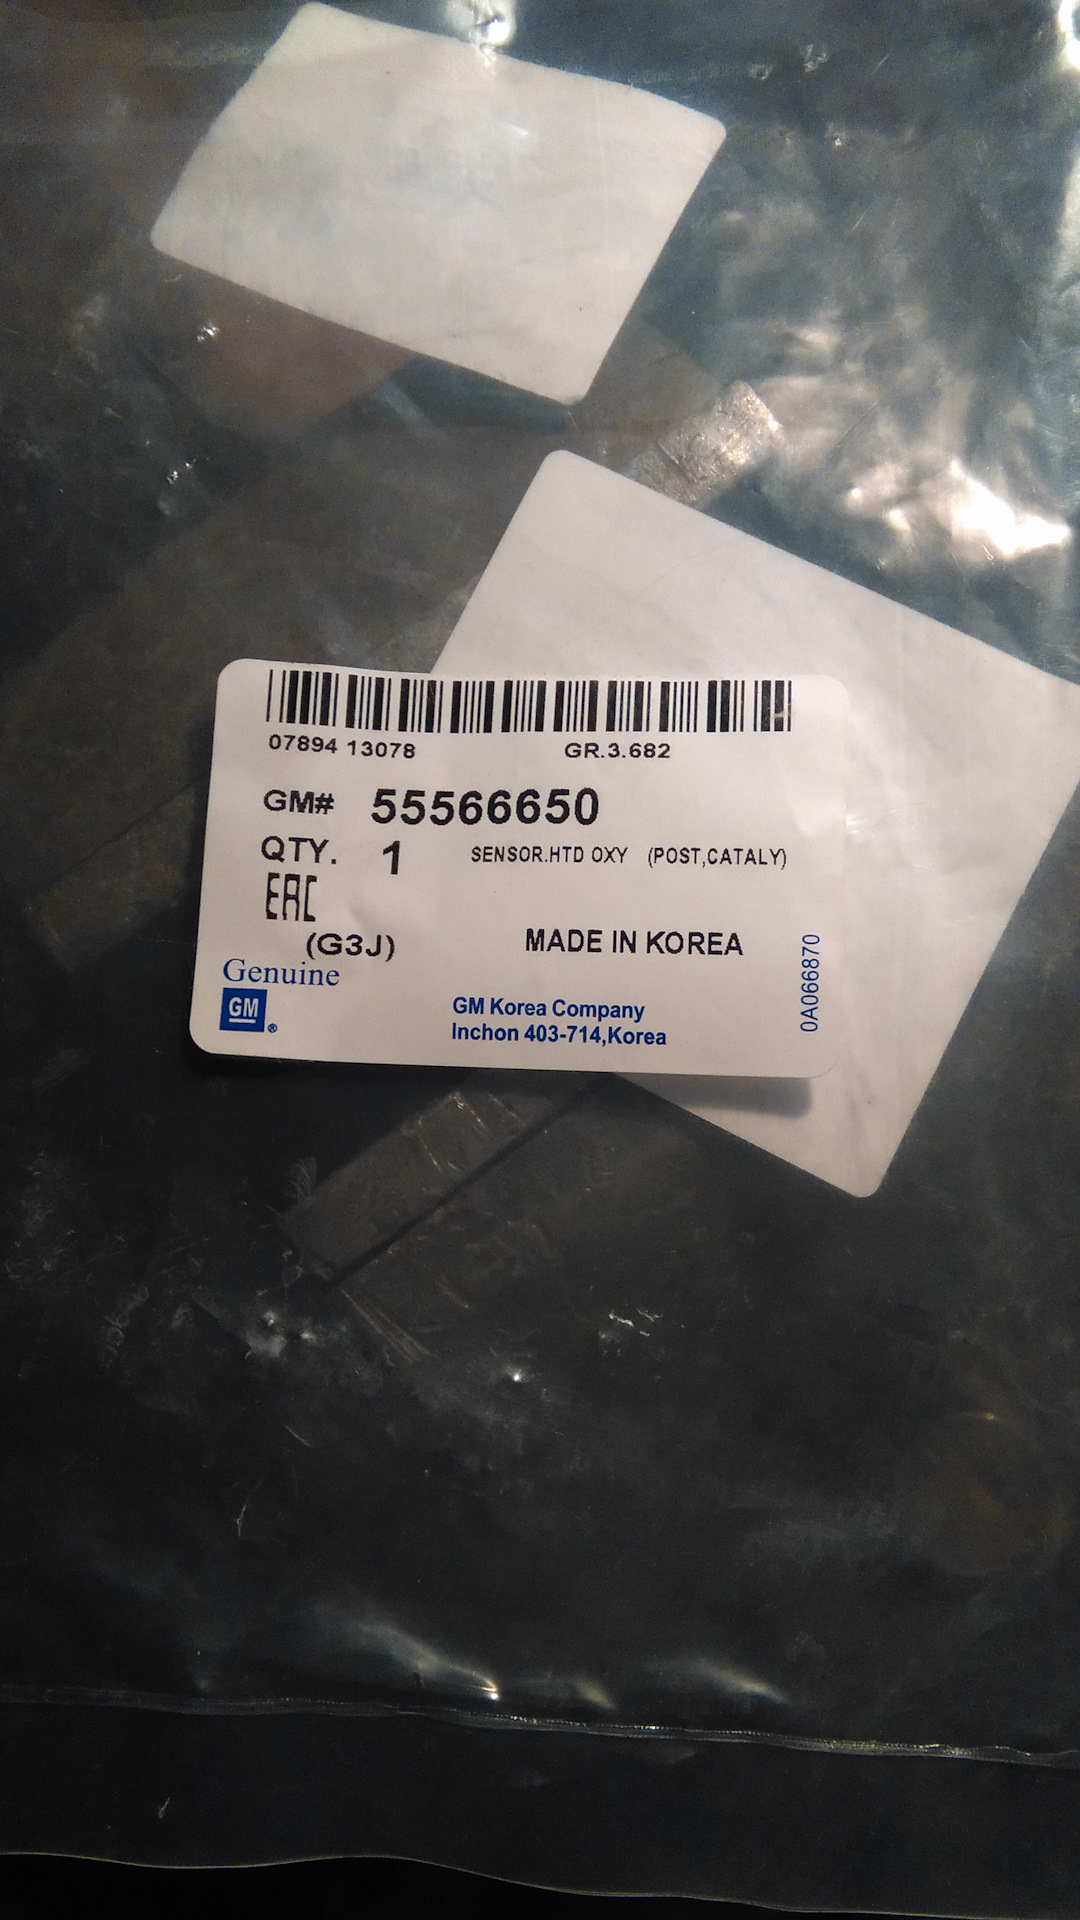 07894 13078 GR.3.682
GM# 55566650
QTY. 1 SENSOR.HTD OXY (POST,CATALY)
EAC
(G3J) MADE IN KOREA
Genuine
GM ®
GM Korea Company
Inchon 403-714,Korea
0A066870